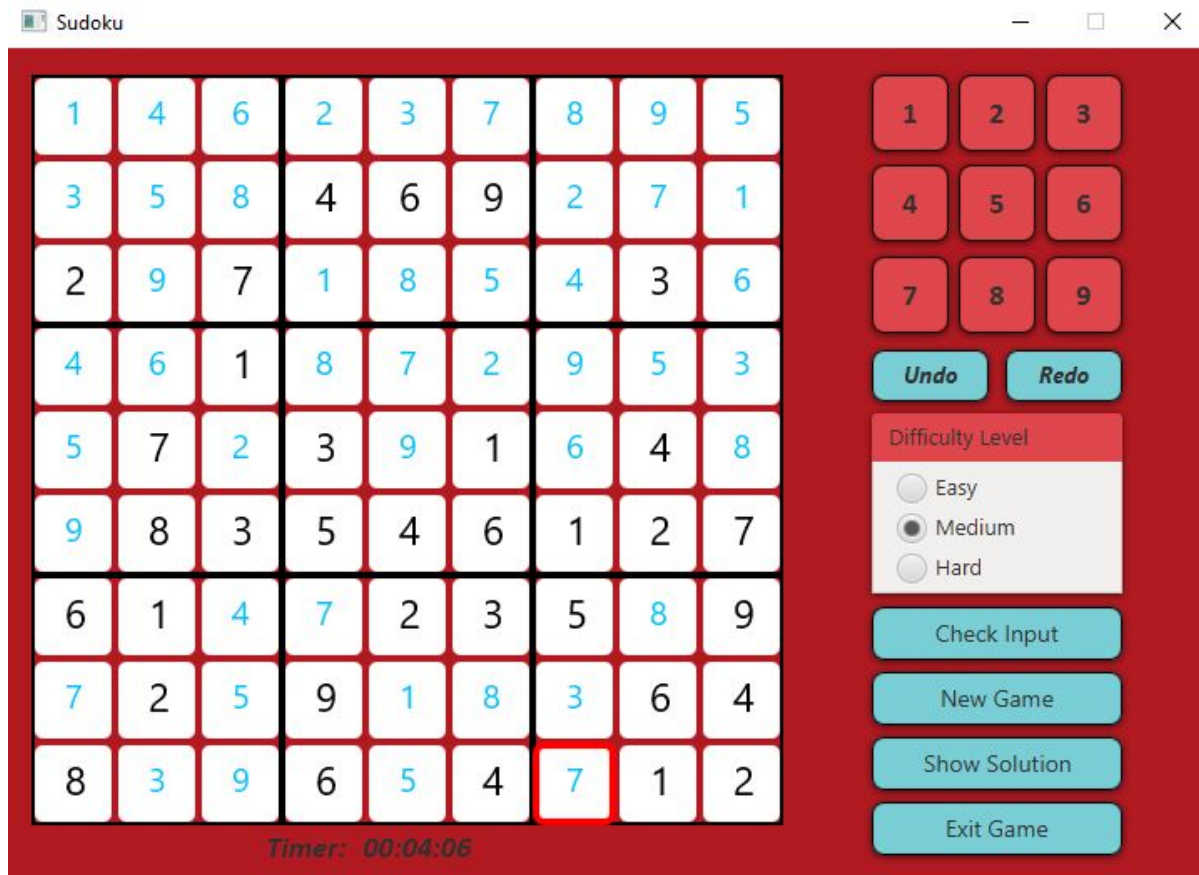 Sudoku
1 4 6 2 3 7 8 9 5
3 5 8 4 6 9 2 7 1
2 9 7 1 8 5 4 3 6
4 6 1 8 7 2 9 5 3
5 7 2 3 9 1 6 4 8
9 8 3 5 4 6 1 2 7
6 1 4 7 2 3 5 8 9
7 2 5 9 1 8 3 6 4
8 3 9 6 5 4 7 1 2
Timer: 00:04:06
1 2 3
4 5 6
7 8 9
Undo Redo
Difficulty Level
Easy
Medium
Hard
Check Input
New Game
Show Solution
Exit Game